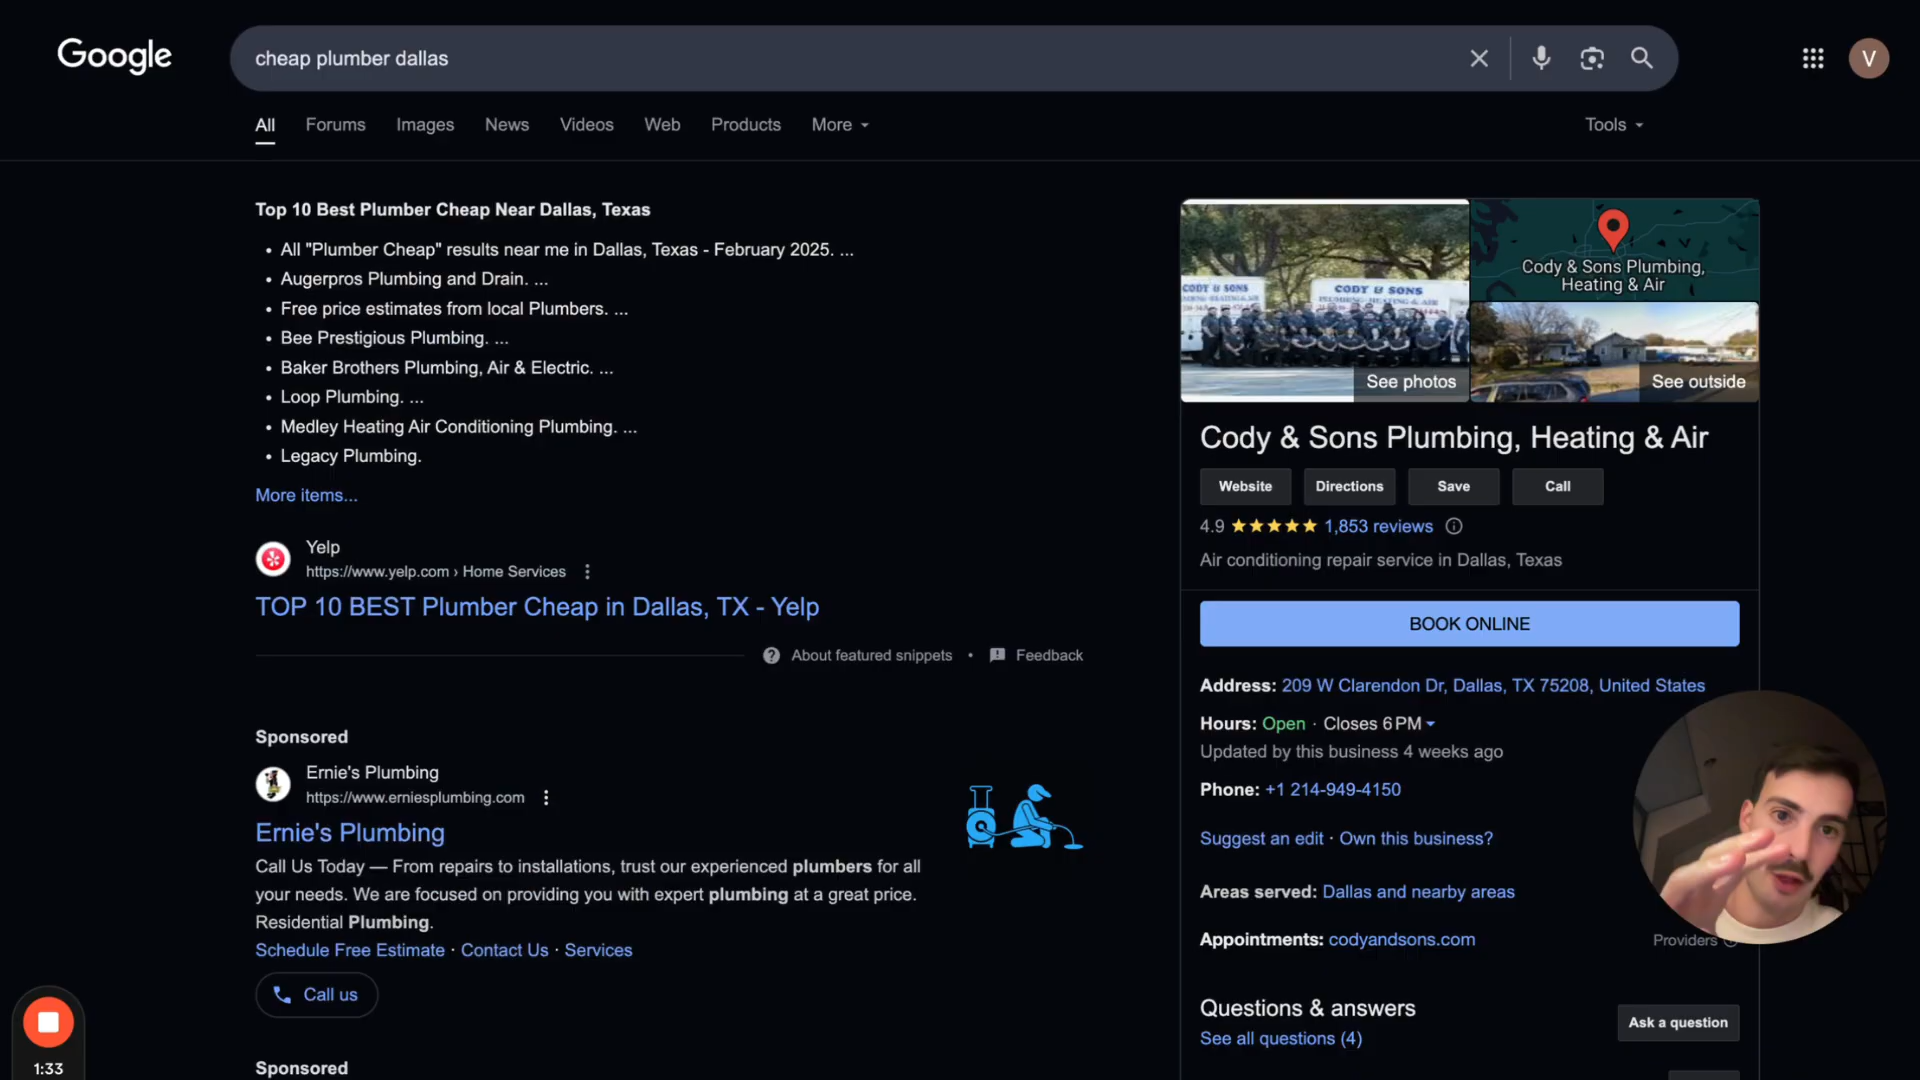 Google
cheap plumber dallas
V
All
Forums
Images
News
Videos
Web
Products
More
Tools
Top 10 Best Plumber Cheap Near Dallas, Texas
• All "Plumber Cheap" results near me in Dallas, Texas - February 2025. ...
• Augerpros Plumbing and Drain. ...
• Free price estimates from local Plumbers. ...
• Bee Prestigious Plumbing. ...
• Baker Brothers Plumbing, Air & Electric. ...
• Loop Plumbing. ...
• Medley Heating Air Conditioning Plumbing. ...
• Legacy Plumbing.
More items...
Yelp
https://www.yelp.com › Home Services
TOP 10 BEST Plumber Cheap in Dallas, TX - Yelp
About featured snippets • Feedback
Sponsored
Ernie's Plumbing
https://www.erniesplumbing.com
Ernie's Plumbing
Call Us Today — From repairs to installations, trust our experienced plumbers for all
your needs. We are focused on providing you with expert plumbing at a great price.
Residential Plumbing.
Schedule Free Estimate · Contact Us · Services
Call us
Sponsored
1:33
CODY & SONS
CODY & SONS
See photos
Cody & Sons Plumbing,
Heating & Air
See outside
Cody & Sons Plumbing, Heating & Air
Website
Directions
Save
Call
4.9 1,853 reviews
Air conditioning repair service in Dallas, Texas
BOOK ONLINE
Address: 209 W Clarendon Dr, Dallas, TX 75208, United States
Hours: Open · Closes 6 PM
Updated by this business 4 weeks ago
Phone: +1 214-949-4150
Suggest an edit · Own this business?
Areas served: Dallas and nearby areas
Appointments: codyandsons.com
Providers
Questions & answers
See all questions (4)
Ask a question